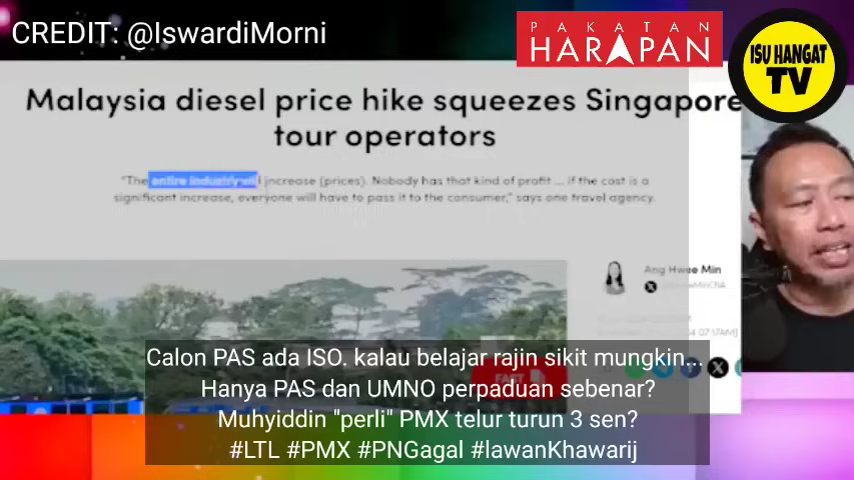 CREDIT: @IswardiMorni
PAKATAN
HARAPAN
ISU HANGAT
TV
Malaysia diesel price hike squeezes Singapore
tour operators
"The entire industry will increase (prices). Nobody has that kind of profit ... if the cost is a
significant increase, everyone will have to pass it to the consumer," says one travel agency.
Ang Hwee Min
Calon PAS ada ISO. kalau belajar rajin sikit mungkin...
Hanya PAS dan UMNO perpaduan sebenar?
Muhyiddin "perli" PMX telur turun 3 sen?
#LTL #PMX #PNGagal #lawanKhawarij